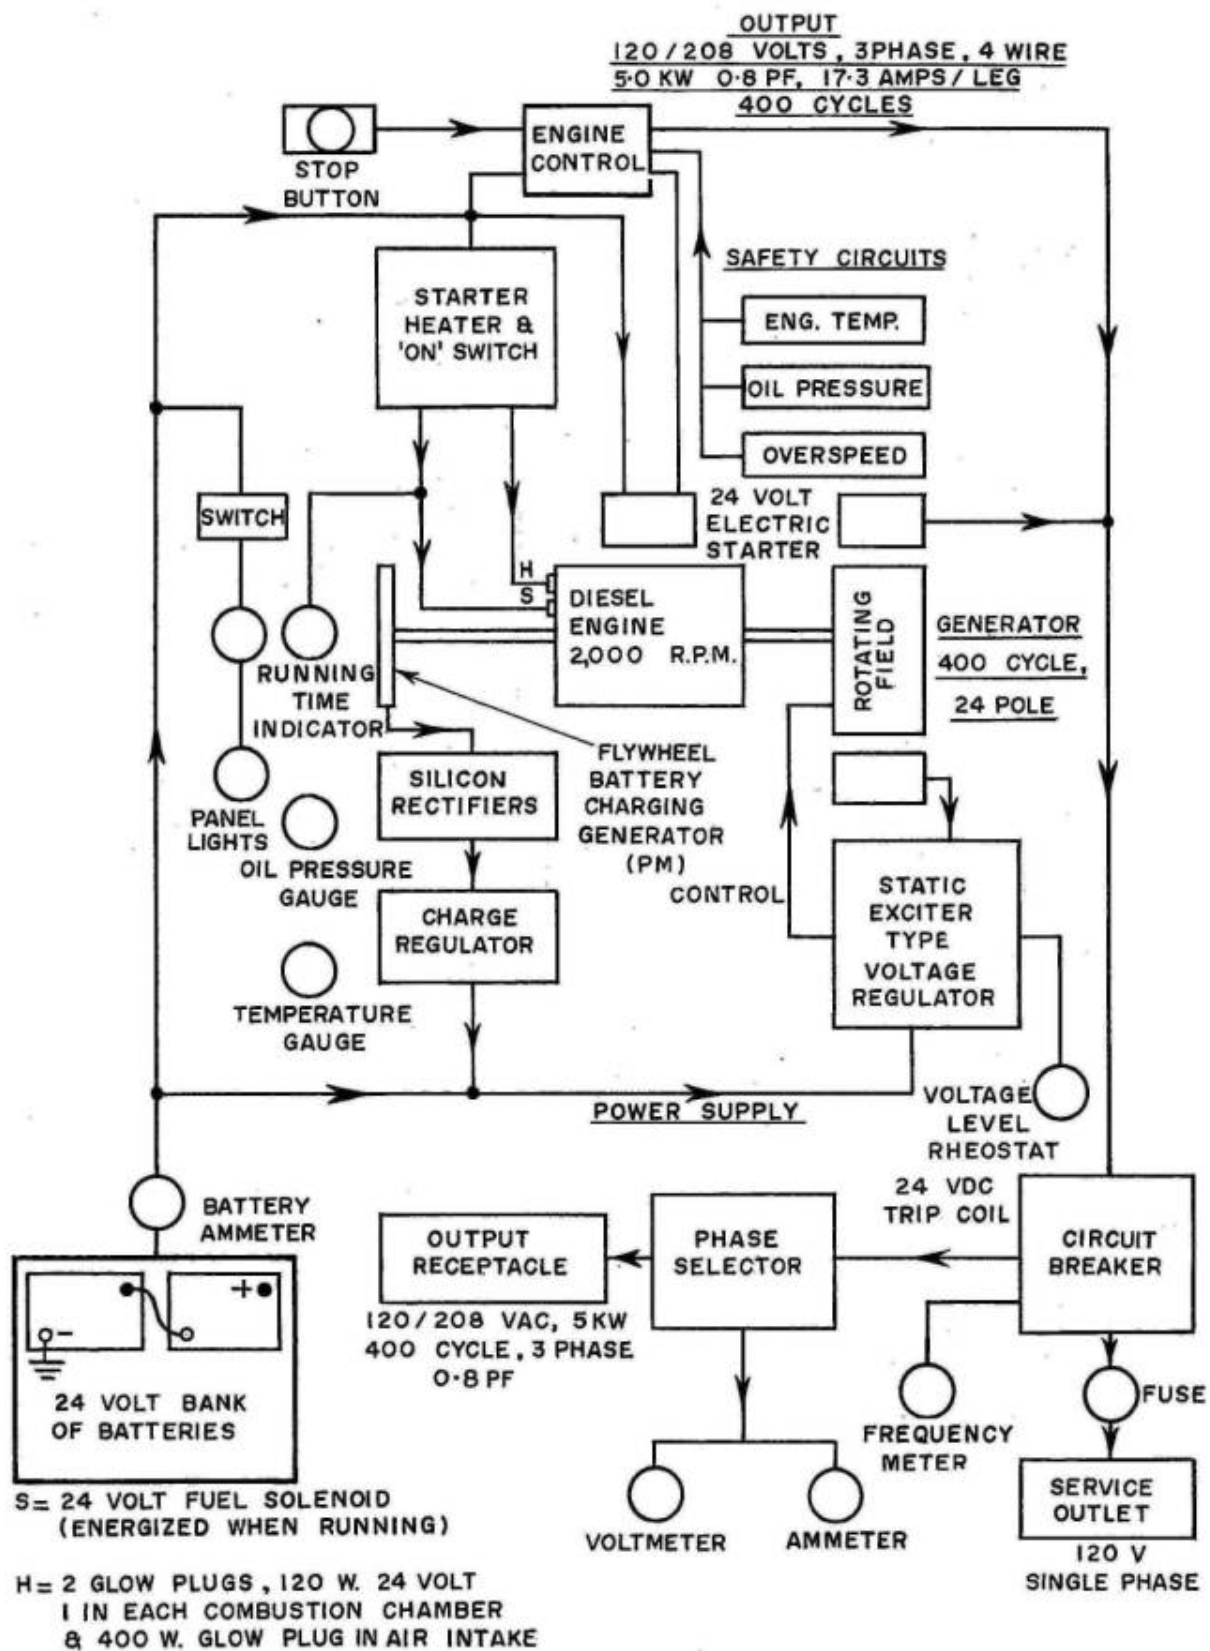 OUTPUT
120/208 VOLTS, 3PHASE, 4 WIRE
5·0 KW 0·8 PF, 17·3 AMPS/LEG
400 CYCLES
STOP
BUTTON
ENGINE
CONTROL
SAFETY CIRCUITS
ENG. TEMP.
OIL PRESSURE
OVERSPEED
STARTER
HEATER &
'ON' SWITCH
SWITCH
24 VOLT
ELECTRIC
STARTER
H
S
DIESEL
ENGINE
2,000 R.P.M.
ROTATING
FIELD
GENERATOR
400 CYCLE,
24 POLE
RUNNING
TIME
INDICATOR
FLYWHEEL
BATTERY
CHARGING
GENERATOR
(PM)
SILICON
RECTIFIERS
PANEL
LIGHTS
OIL PRESSURE
GAUGE
CONTROL
STATIC
EXCITER
TYPE
VOLTAGE
REGULATOR
CHARGE
REGULATOR
TEMPERATURE
GAUGE
POWER SUPPLY
VOLTAGE
LEVEL
RHEOSTAT
BATTERY
AMMETER
24 VDC
TRIP COIL
OUTPUT
RECEPTACLE
PHASE
SELECTOR
CIRCUIT
BREAKER
120/208 VAC, 5KW
400 CYCLE, 3 PHASE
0·8 PF
+
-
24 VOLT BANK
OF BATTERIES
FUSE
FREQUENCY
METER
VOLTMETER
AMMETER
SERVICE
OUTLET
120 V
SINGLE PHASE
S= 24 VOLT FUEL SOLENOID
(ENERGIZED WHEN RUNNING)
H= 2 GLOW PLUGS, 120 W. 24 VOLT
1 IN EACH COMBUSTION CHAMBER
& 400 W. GLOW PLUG IN AIR INTAKE